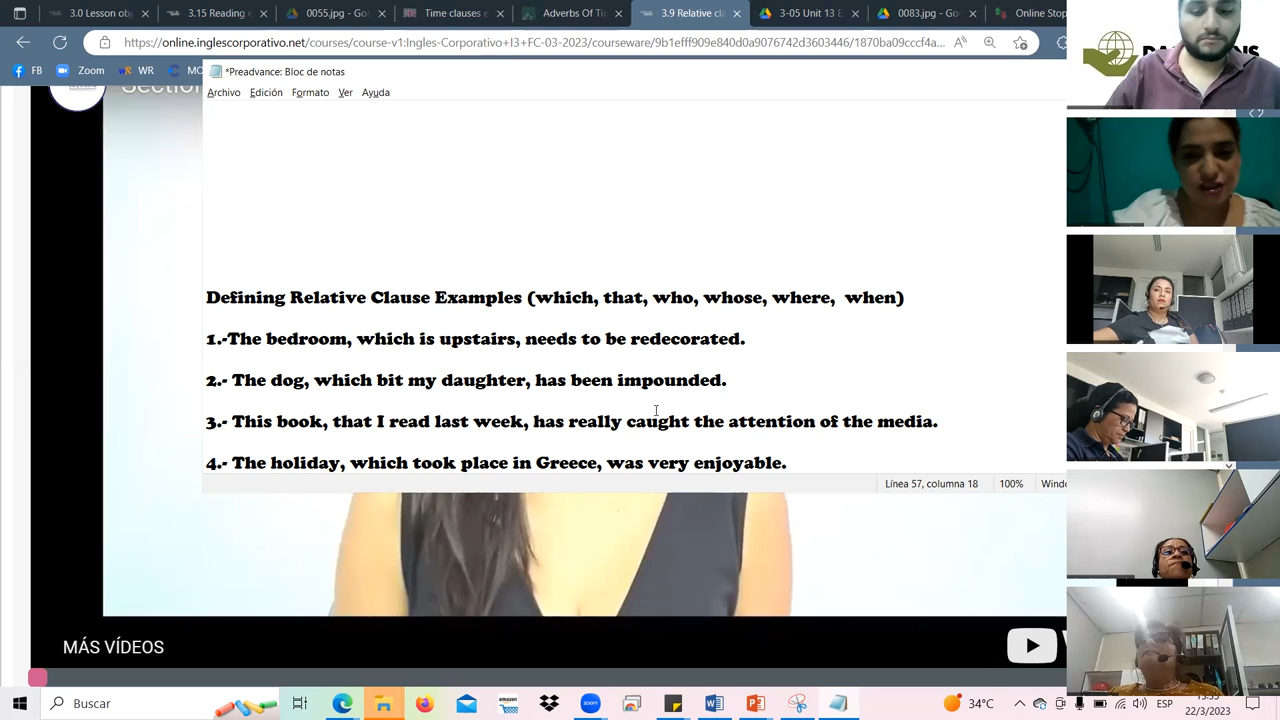 3.0 Lesson obj
3.15 Reading e
0055.jpg - Goo
Time clauses e
Adverbs Of Ti
3.9 Relative cla
3-05 Unit 13 E
0083.jpg - Goo
Online Stop
https://online.inglescorporativo.net/courses/course-v1:Ingles-Corporativo+I3+FC-03-2023/courseware/9b1efff909e840d0a9076742d3603446/1870ba09cccf4a...
FB
Zoom
WR
MO
Section
*Preadvance: Bloc de notas
Archivo Edición Formato Ver Ayuda
Defining Relative Clause Examples (which, that, who, whose, where, when)
1.-The bedroom, which is upstairs, needs to be redecorated.
2.- The dog, which bit my daughter, has been impounded.
3.- This book, that I read last week, has really caught the attention of the media.
4.- The holiday, which took place in Greece, was very enjoyable.
Línea 57, columna 18
100%
Windo
MÁS VÍDEOS
Buscar
34°C
ESP
22/3/2023